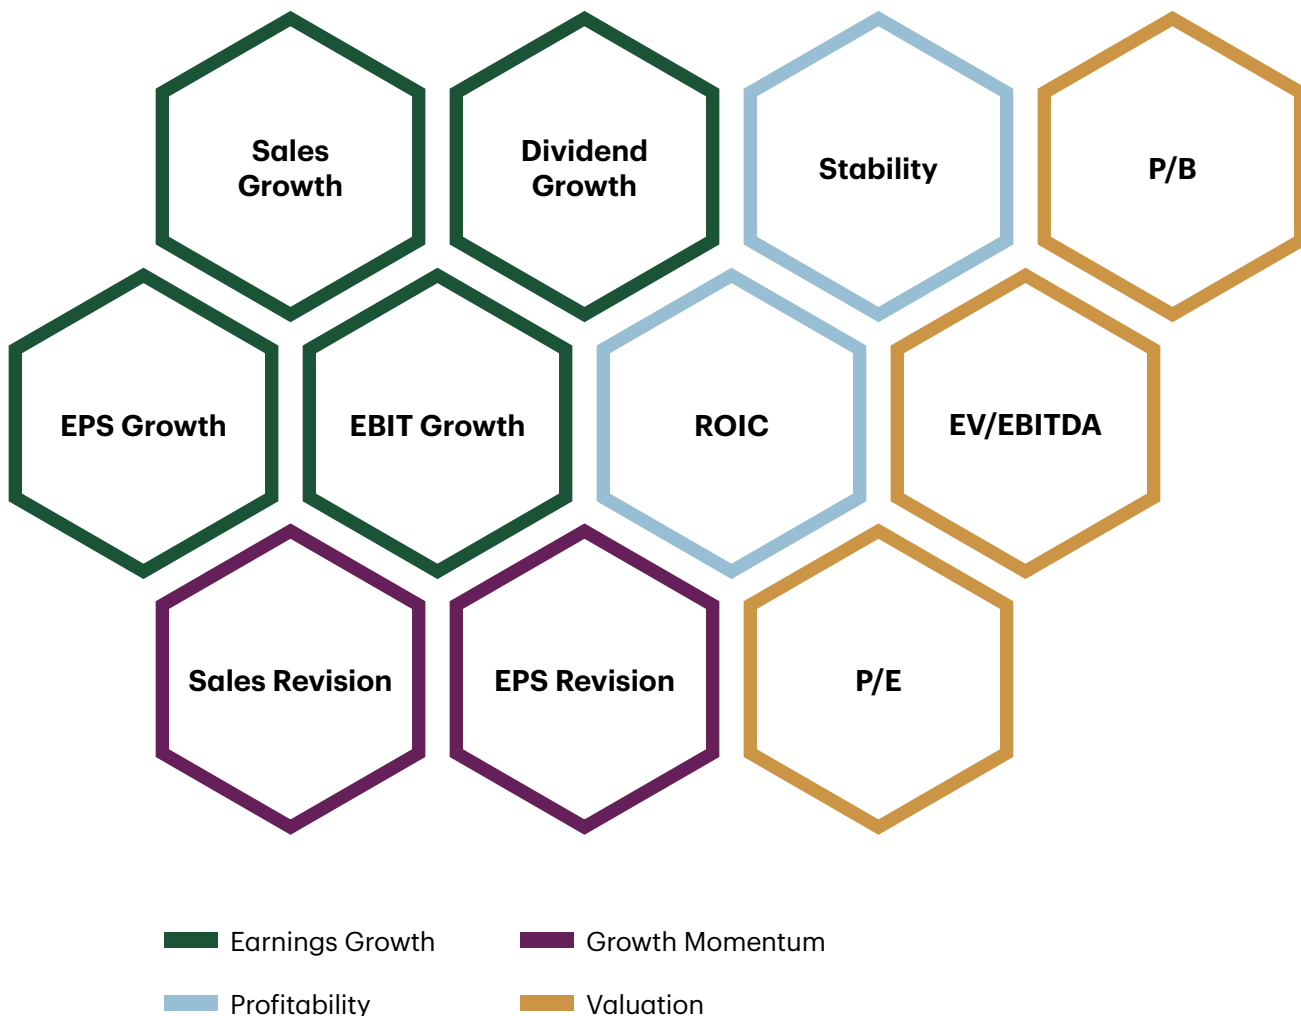 Sales
Growth
Dividend
Growth
Stability
P/B
EPS Growth
EBIT Growth
ROIC
EV/EBITDA
Sales Revision
EPS Revision
P/E
Earnings Growth
Growth Momentum
Profitability
Valuation